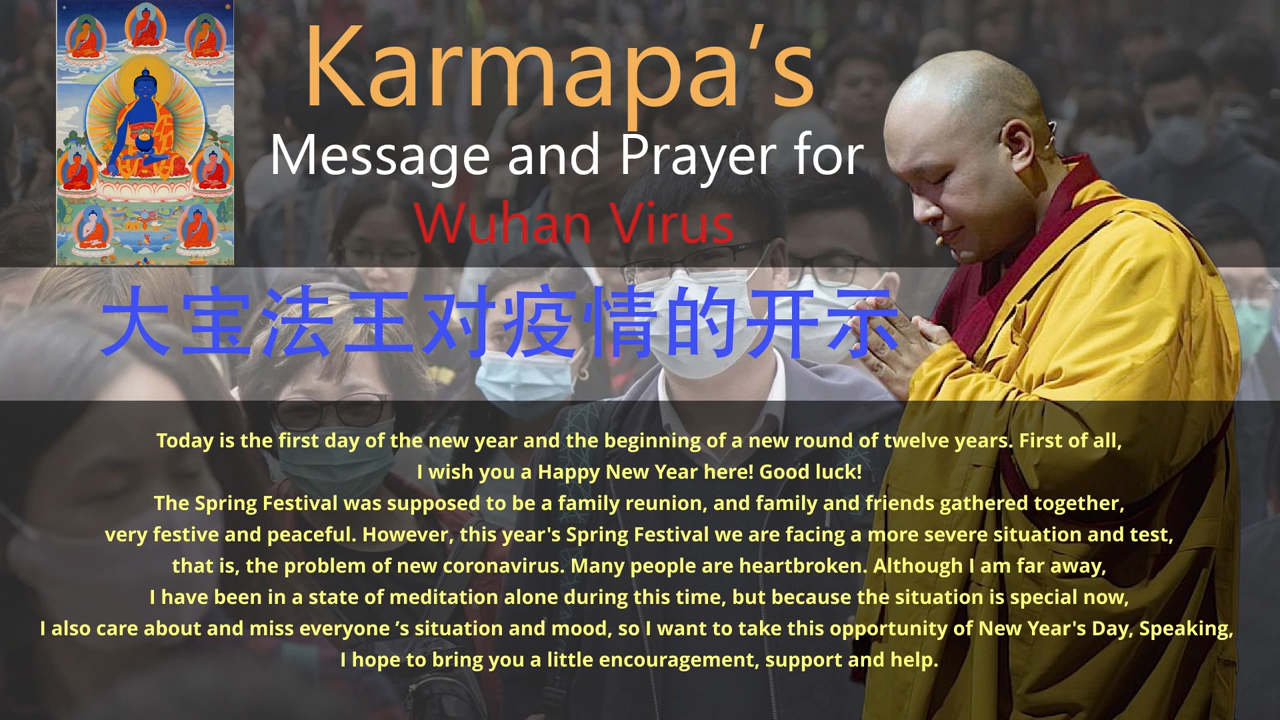 Karmapa’s
Message and Prayer for
Wuhan Virus
大宝法王对疫情的开示
Today is the first day of the new year and the beginning of a new round of twelve years. First of all,
I wish you a Happy New Year here! Good luck!
The Spring Festival was supposed to be a family reunion, and family and friends gathered together,
very festive and peaceful. However, this year's Spring Festival we are facing a more severe situation and test,
that is, the problem of new coronavirus. Many people are heartbroken. Although I am far away,
I have been in a state of meditation alone during this time, but because the situation is special now,
I also care about and miss everyone ’s situation and mood, so I want to take this opportunity of New Year's Day, Speaking,
I hope to bring you a little encouragement, support and help.